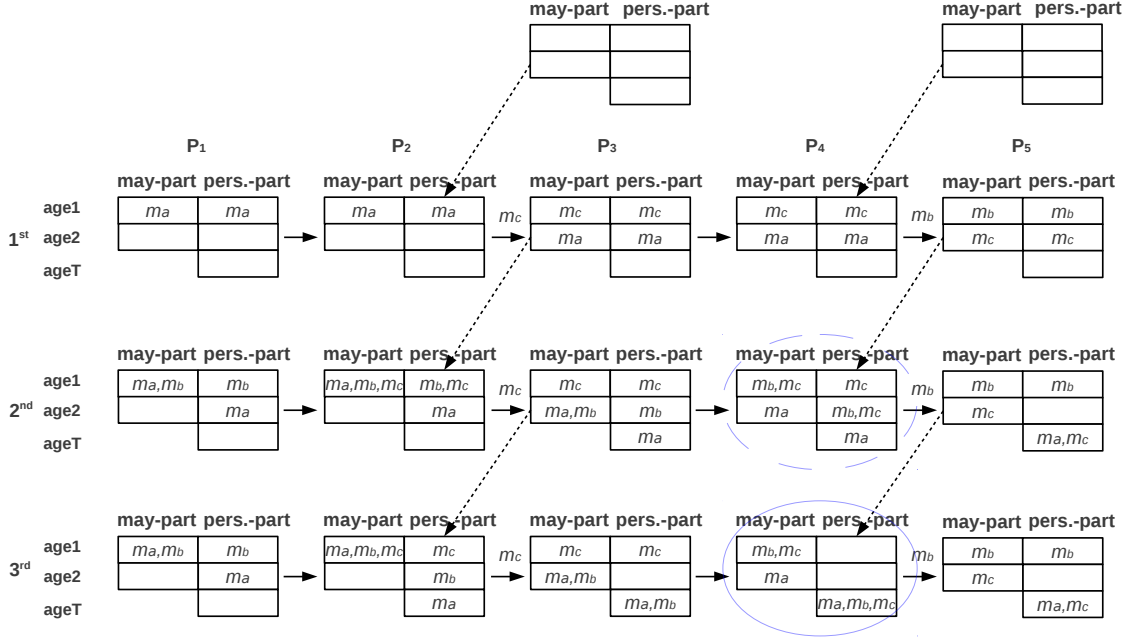 may-part pers.-part may-part pers.-part
P1 P2 P3 P4 P5
may-part pers.-part may-part pers.-part may-part pers.-part may-part pers.-part may-part pers.-part
age1 ma ma ma ma mc mc mc mc mb mb
1st age2 mc ma ma ma ma mb mc mc
ageT
may-part pers.-part may-part pers.-part may-part pers.-part may-part pers.-part may-part pers.-part
age1 ma,mb mb ma,mb,mc mb,mc mc mc mb,mc mc mb mb
2nd age2 ma ma mc ma,mb mb ma mb,mc mb mc
ageT ma ma ma,mc
may-part pers.-part may-part pers.-part may-part pers.-part may-part pers.-part may-part pers.-part
age1 ma,mb mb ma,mb,mc mc mc mc mb,mc mb mb
3rd age2 ma mb mc ma,mb ma mb mc
ageT ma ma,mb ma,mb,mc ma,mc